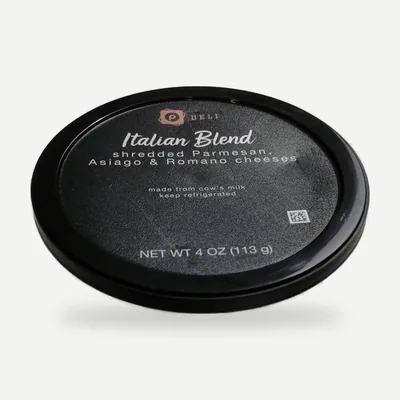 P DELI
Italian Blend
shredded Parmesan,
Asiago & Romano cheeses
made from cow's milk
keep refrigerated
NET WT 4 OZ (113 g)